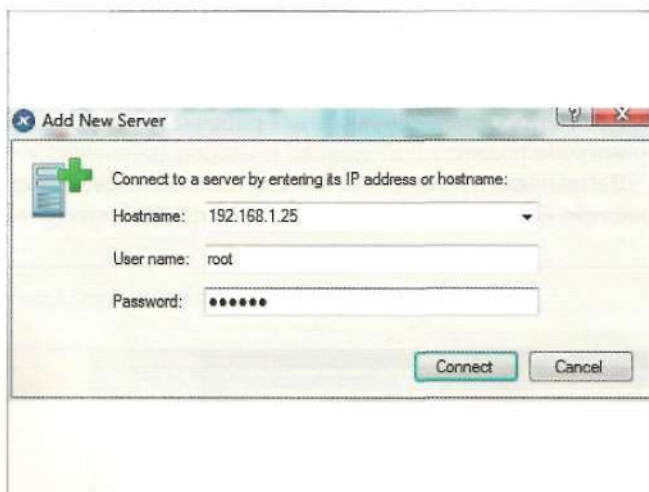 Add New Server
Connect to a server by entering its IP address or hostname:
Hostname: 192.168.1.25
User name: root
Password: ●●●●●●
Connect Cancel